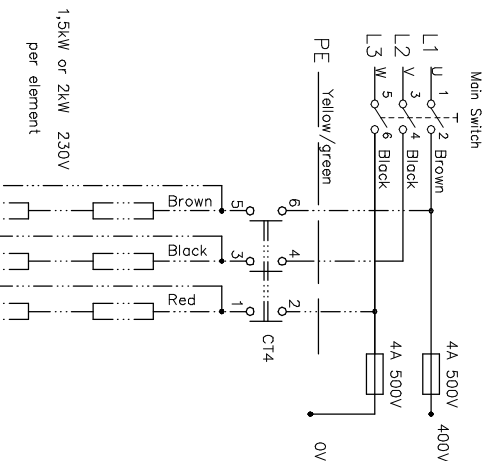 Main Switch
L1
L2
L3
PE
U
V
W
1
3
5
2
4
6
Brown
Black
Black
Yellow/green
1,5kW or 2kW 230V
per element
Brown
5
6
Black
3
4
Red
1
2
CT4
4A 500V
4A 500V
400V
0V